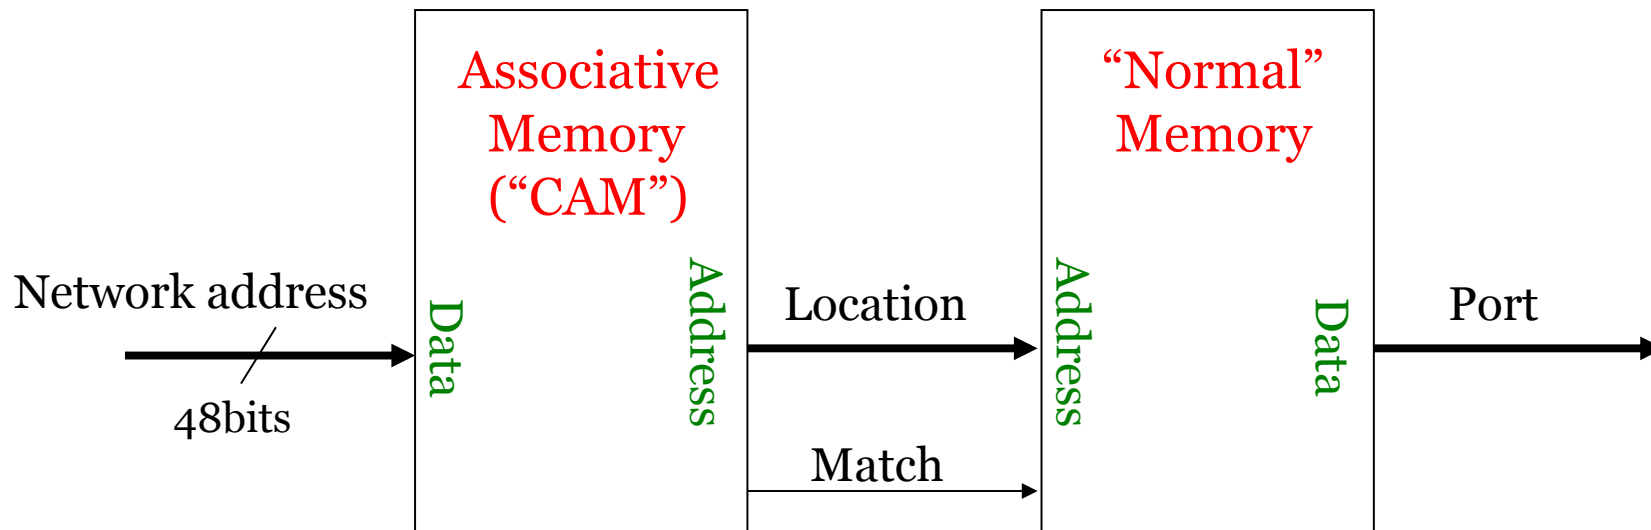 Associative
Memory
(“CAM”)
“Normal”
Memory
Network address
48bits
Data
Address
Location
Match
Address
Data
Port